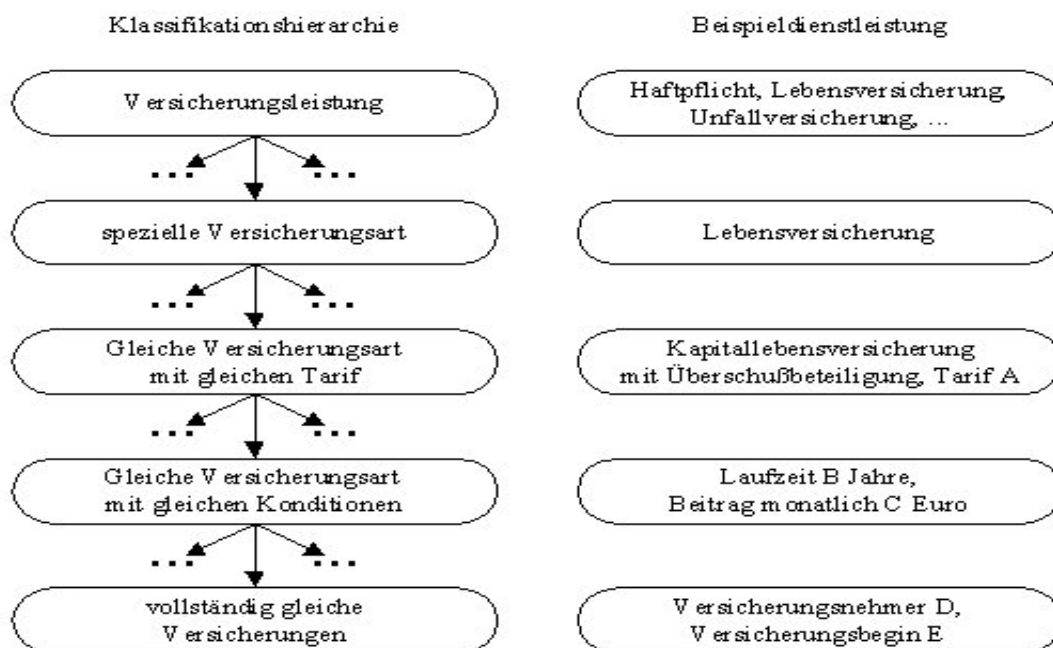 Klassifikationshierarchie
Beispieldienstleistung
Versicherungsleistung
Haftpflicht, Lebensversicherung,
Unfallversicherung, ...
... ...
spezielle Versicherungsart
Lebensversicherung
... ...
Gleiche Versicherungsart
mit gleichen Tarif
Kapitallebensversicherung
mit Überschußbeteiligung, Tarif A
... ...
Gleiche Versicherungsart
mit gleichen Konditionen
Laufzeit B Jahre,
Beitrag monatlich C Euro
... ...
vollständig gleiche
Versicherungen
Versicherungsnehmer D,
Versicherungsbegin E